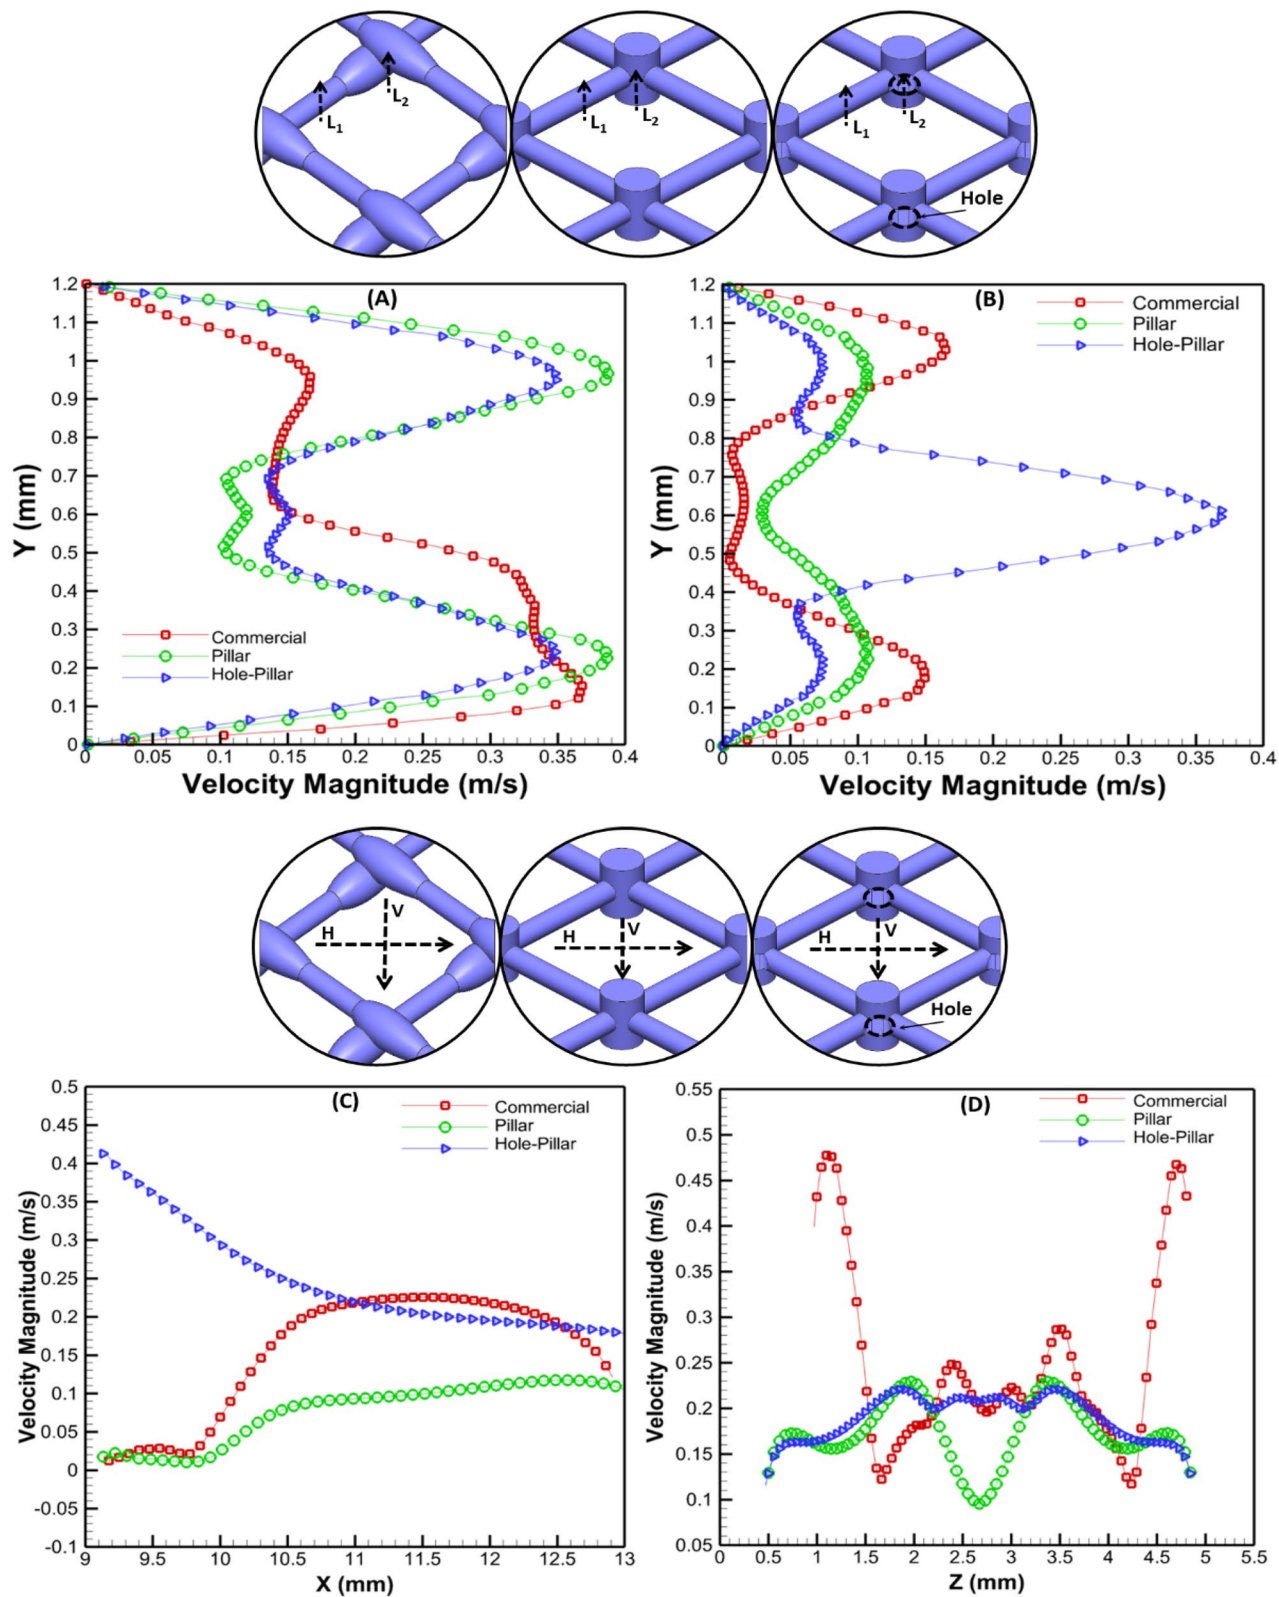 L1 L2 L1 L2 L1 L2
Hole
(A)
1.2
1.1
1
0.9
0.8
0.7
0.6
0.5
0.4
0.3
0.2
0.1
0
Y (mm)
Commercial
Pillar
Hole-Pillar
0 0.05 0.1 0.15 0.2 0.25 0.3 0.35 0.4
Velocity Magnitude (m/s)
(B)
Commercial
Pillar
Hole-Pillar
1.2
1.1
1
0.9
0.8
0.7
0.6
0.5
0.4
0.3
0.2
0.1
0
Y (mm)
0 0.05 0.1 0.15 0.2 0.25 0.3 0.35 0.4
Velocity Magnitude (m/s)
H V H V H V
Hole
(C)
Commercial
Pillar
Hole-Pillar
0.5
0.45
0.4
0.35
0.3
0.25
0.2
0.15
0.1
0.05
0
-0.05
-0.1
Velocity Magnitude (m/s)
9 9.5 10 10.5 11 11.5 12 12.5 13
X (mm)
(D)
Commercial
Pillar
Hole-Pillar
0.55
0.5
0.45
0.4
0.35
0.3
0.25
0.2
0.15
0.1
0.05
Velocity Magnitude (m/s)
0 0.5 1 1.5 2 2.5 3 3.5 4 4.5 5 5.5
Z (mm)